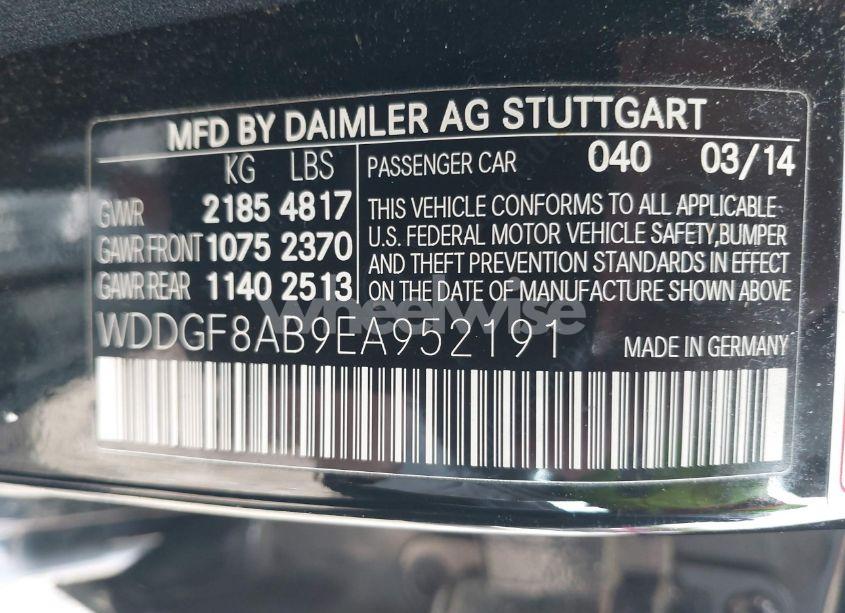 MFD BY DAIMLER AG STUTTGART
KG LBS
GVWR 2185 4817
GAWR FRONT 1075 2370
GAWR REAR 1140 2513
PASSENGER CAR 040 03/14
THIS VEHICLE CONFORMS TO ALL APPLICABLE
U.S. FEDERAL MOTOR VEHICLE SAFETY,BUMPER
AND THEFT PREVENTION STANDARDS IN EFFECT
ON THE DATE OF MANUFACTURE SHOWN ABOVE
wheelwise
WDDGF8AB9EA952191 MADE IN GERMANY